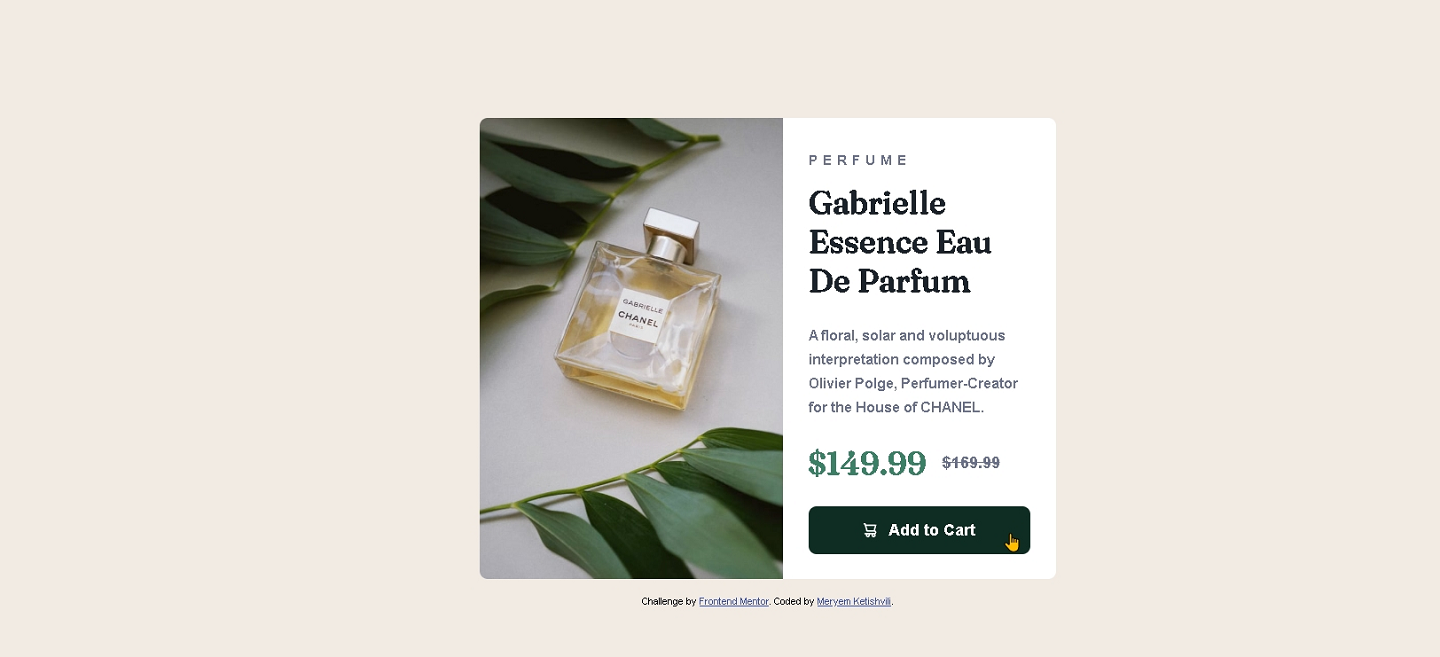 GABRIELLE
CHANEL
PARIS
PERFUME
Gabrielle
Essence Eau
De Parfum
A floral, solar and voluptuous
interpretation composed by
Olivier Polge, Perfumer-Creator
for the House of CHANEL.
$149.99 $169.99
Add to Cart
Challenge by Frontend Mentor. Coded by Meryem Ketishvili.